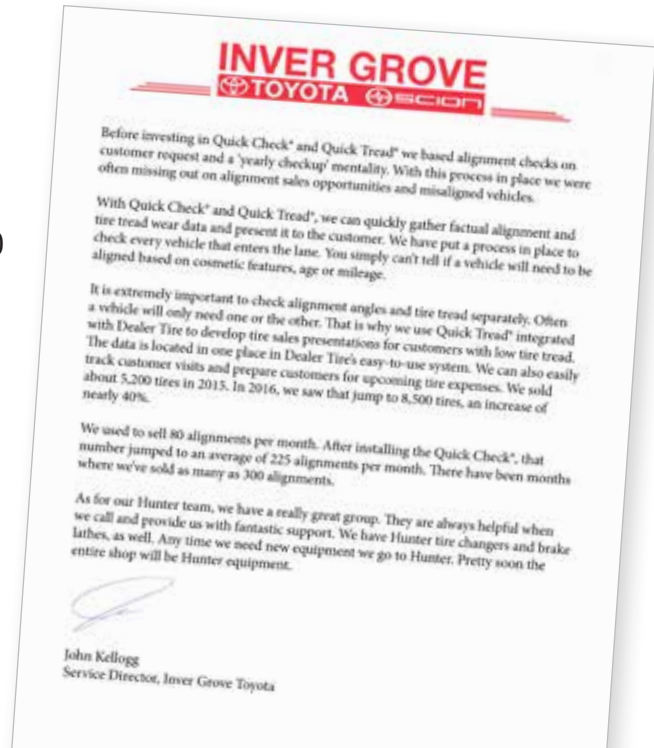 INVER GROVE
TOYOTA SCION
Before investing in Quick Check® and Quick Tread® we based alignment checks on
customer request and a 'yearly checkup' mentality. With this process in place we were
often missing out on alignment sales opportunities and misaligned vehicles.
With Quick Check® and Quick Tread®, we can quickly gather factual alignment and
tire tread wear data and present it to the customer. We have put a process in place to
check every vehicle that enters the lane. You simply can't tell if a vehicle will need to be
aligned based on cosmetic features, age or mileage.
It is extremely important to check alignment angles and tire tread separately. Often
a vehicle will only need one or the other. That is why we use Quick Tread® integrated
with Dealer Tire to develop tire sales presentations for customers with low tire tread.
The data is located in one place in Dealer Tire's easy-to-use system. We can also easily
track customer visits and prepare customers for upcoming tire expenses. We sold
about 5,200 tires in 2015. In 2016, we saw that jump to 8,500 tires, an increase of
nearly 40%.
We used to sell 80 alignments per month. After installing the Quick Check®, that
number jumped to an average of 225 alignments per month. There have been months
where we've sold as many as 300 alignments.
As for our Hunter team, we have a really great group. They are always helpful when
we call and provide us with fantastic support. We have Hunter tire changers and brake
lathes, as well. Any time we need new equipment we go to Hunter. Pretty soon the
entire shop will be Hunter equipment.
John Kellogg
Service Director, Inver Grove Toyota